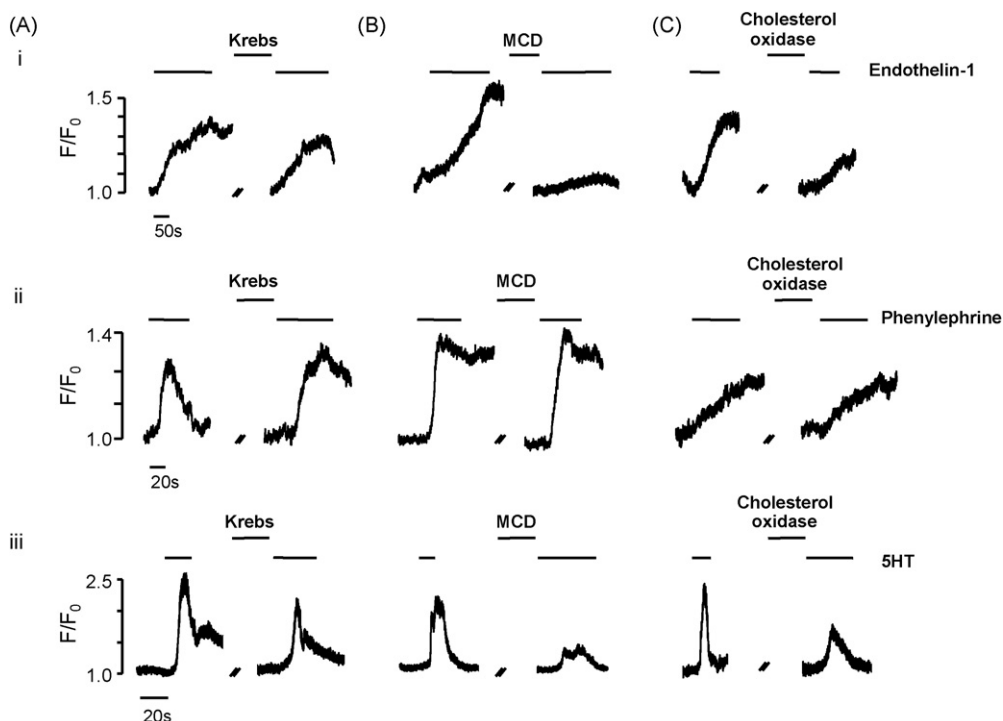 (A) (B) (C)
Krebs MCD Cholesterol
oxidase
i
Endothelin-1
1.5
F/F0
1.0
50s
Krebs MCD Cholesterol
oxidase
ii
Phenylephrine
1.4
F/F0
1.0
20s
Krebs MCD Cholesterol
oxidase
iii
5HT
2.5
F/F0
1.0
20s